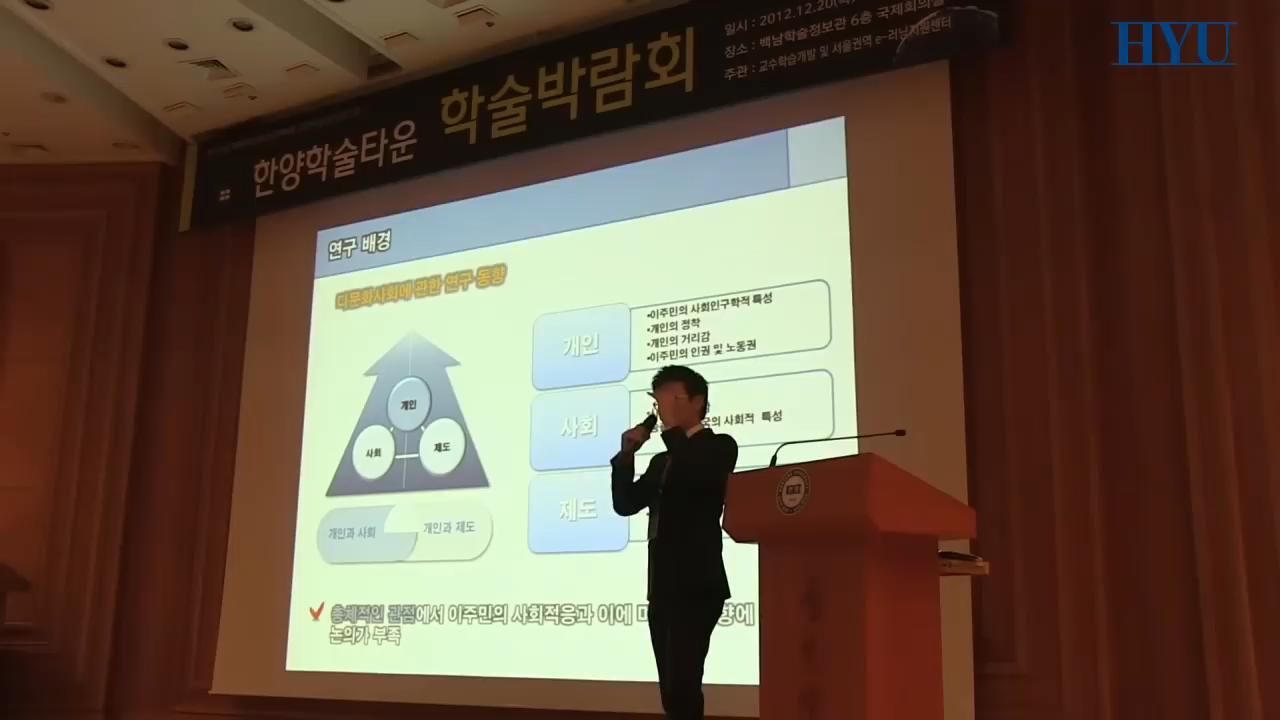 HYU
일시 : 2012.12.20
장소 : 백남학술정보관 6층 국제회의실
주관 : 교수학습개발 및 서울권역 e-러닝지원센터
한양학술타운 학술박람회
연구 배경
다문화사회에 관한 연구 동향
개인
사회
제도
개인과 사회
개인과 제도
개인
•이주민의 사회인구학적 특성
•개인의 정착
•개인의 거리감
•이주민의 인권 및 노동권
사회
사회적 특성
제도
총체적인 관점에서 이주민의 사회적응과 이에
논의가 부족